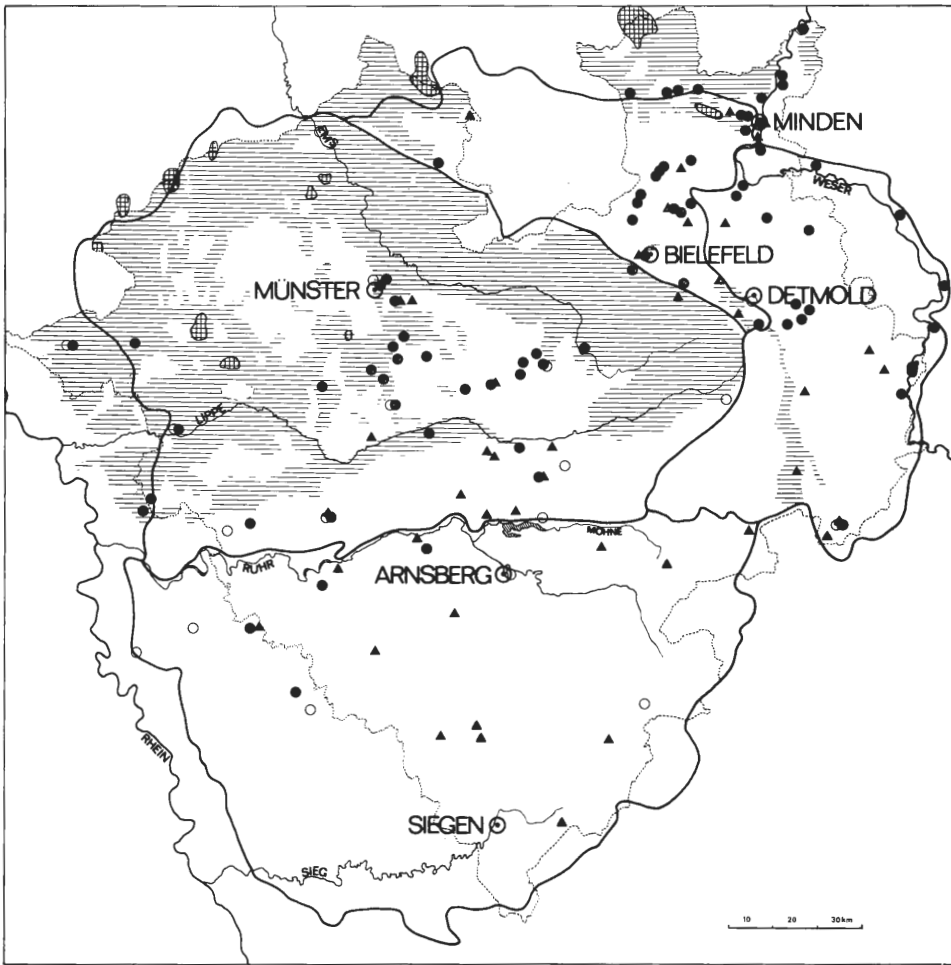 MINDEN
EMS
WESER
BIELEFELD
MÜNSTER
DETMOLD
LIPPE
MÖHNE
RUHR
ARNSBERG
RHEIN
SIEGEN
SIEG
10 20 30km